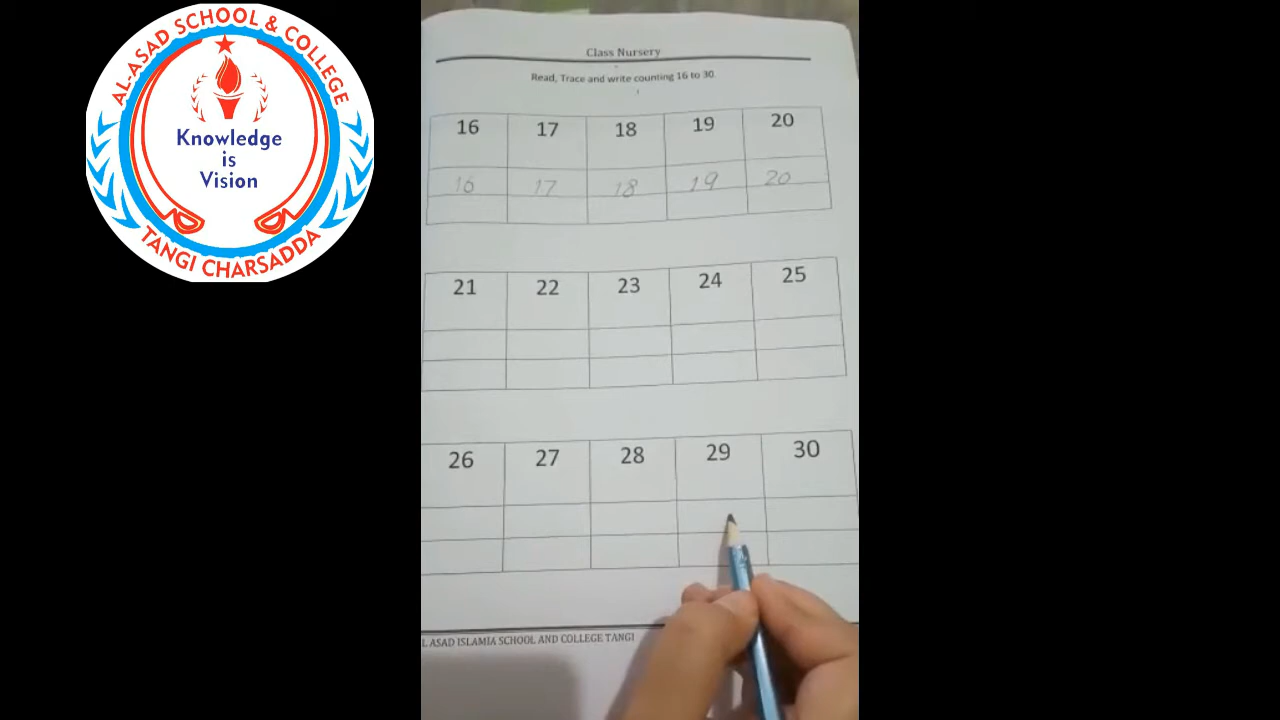 AL-ASAD SCHOOL & COLLEGE
Knowledge
is
Vision
TANGI CHARSADDA
Class Nursery
Read, Trace and write counting 16 to 30.
16 17 18 19 20
16 17 18 19 20
21 22 23 24 25
26 27 28 29 30
L ASAD ISLAMIA SCHOOL AND COLLEGE TANGI